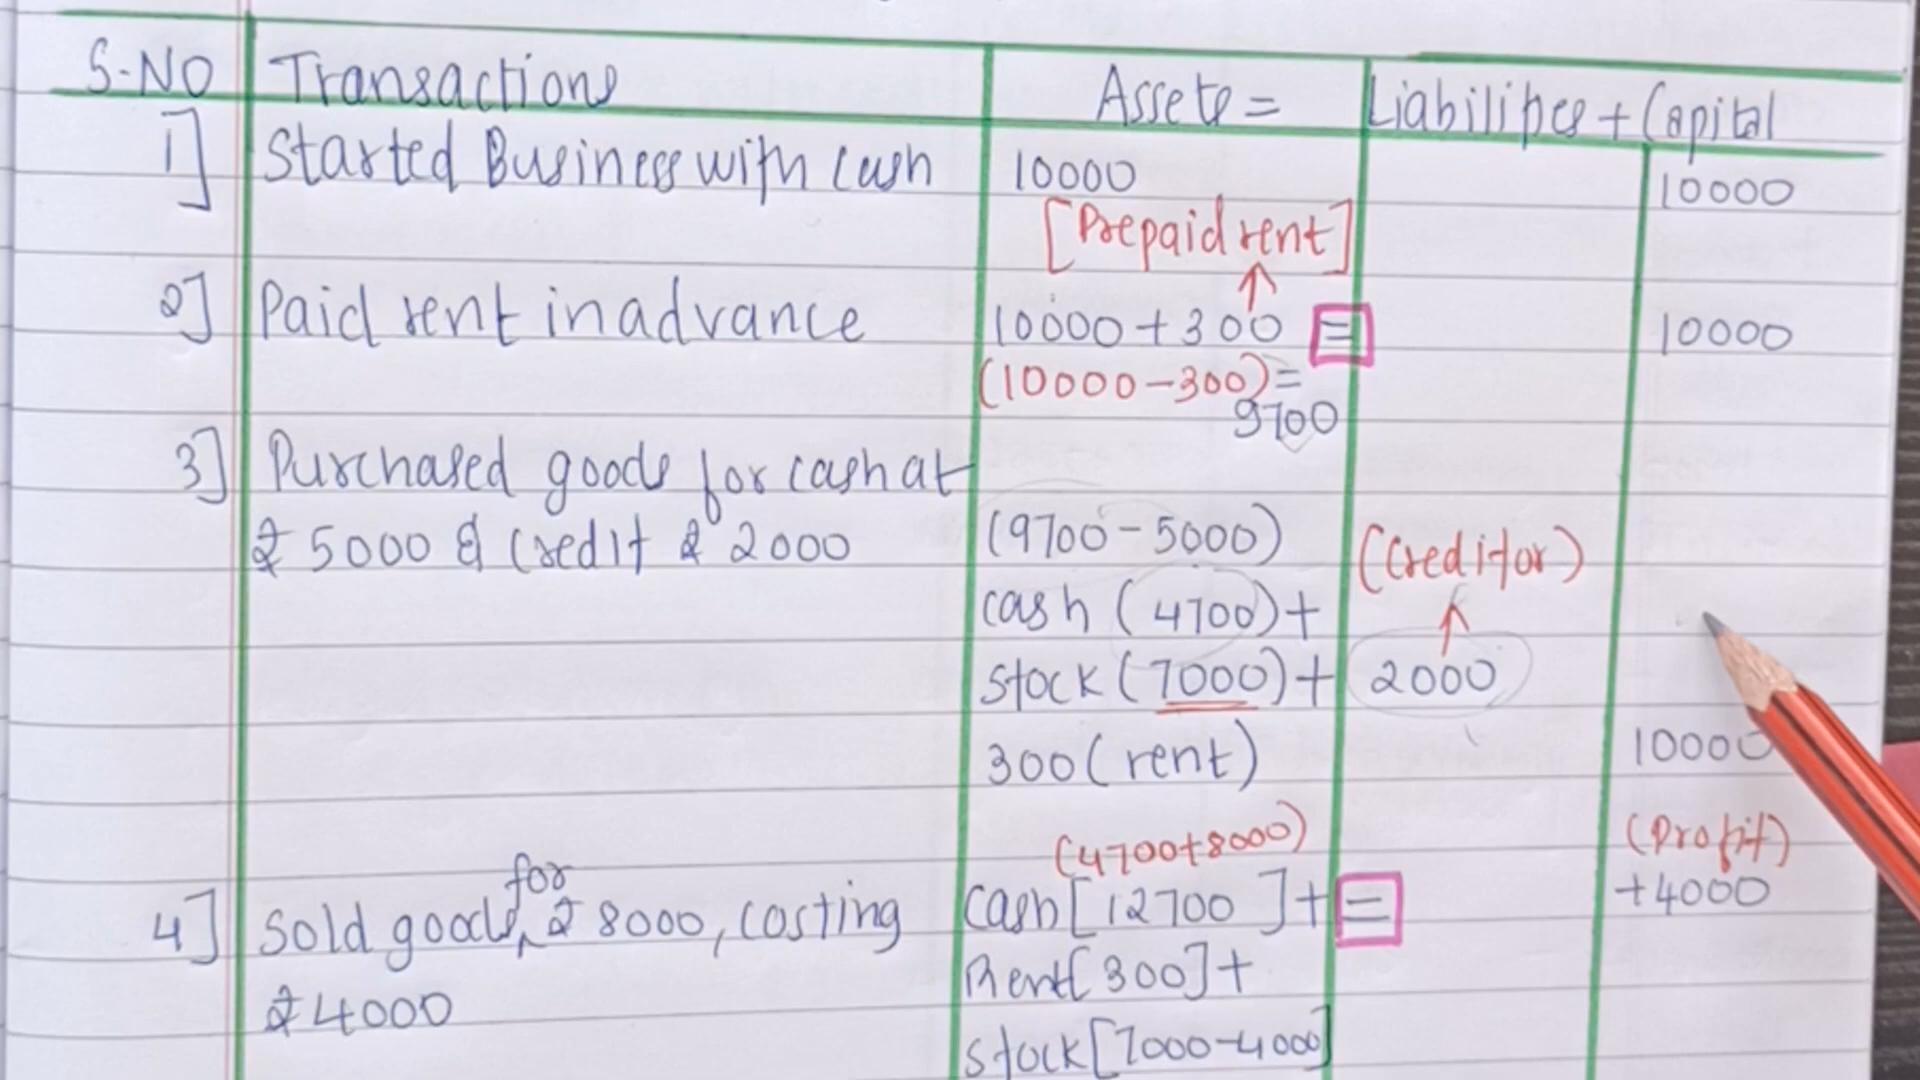 S.NO Transactions Assets = Liabilities + Capital
1] Started Business with cash 10000 10000
[Prepaid rent]
2] Paid rent in advance 10000 + 300 = 10000
(10000 - 300) =
9700
3] Purchased goods for cash at
₹ 5000 & Credit ₹ 2000 (9700 - 5000) (Creditor)
cash (4700) +
stock (7000) + 2000
300 (rent) 10000
(4700+8000) (Profit)
for
4] Sold goods, ₹ 8000, costing Cash [12700] + = +4000
Rent [300] +
₹ 4000
stock [7000-4000]